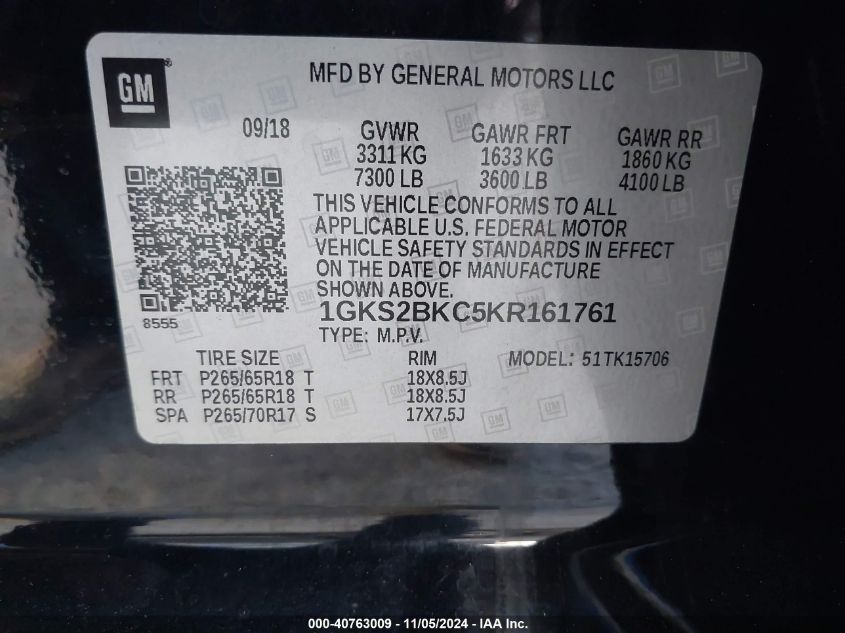 GM
MFD BY GENERAL MOTORS LLC
09/18 GVWR GAWR FRT GAWR RR
3311 KG 1633 KG 1860 KG
7300 LB 3600 LB 4100 LB
THIS VEHICLE CONFORMS TO ALL
APPLICABLE U.S. FEDERAL MOTOR
VEHICLE SAFETY STANDARDS IN EFFECT
ON THE DATE OF MANUFACTURE
SHOWN ABOVE.
8555
1GKS2BKC5KR161761
TYPE: M.P.V.
TIRE SIZE RIM MODEL: 51TK15706
FRT P265/65R18 T 18X8.5J
RR P265/65R18 T 18X8.5J
SPA P265/70R17 S 17X7.5J
000-40763009 - 11/05/2024 - IAA Inc.